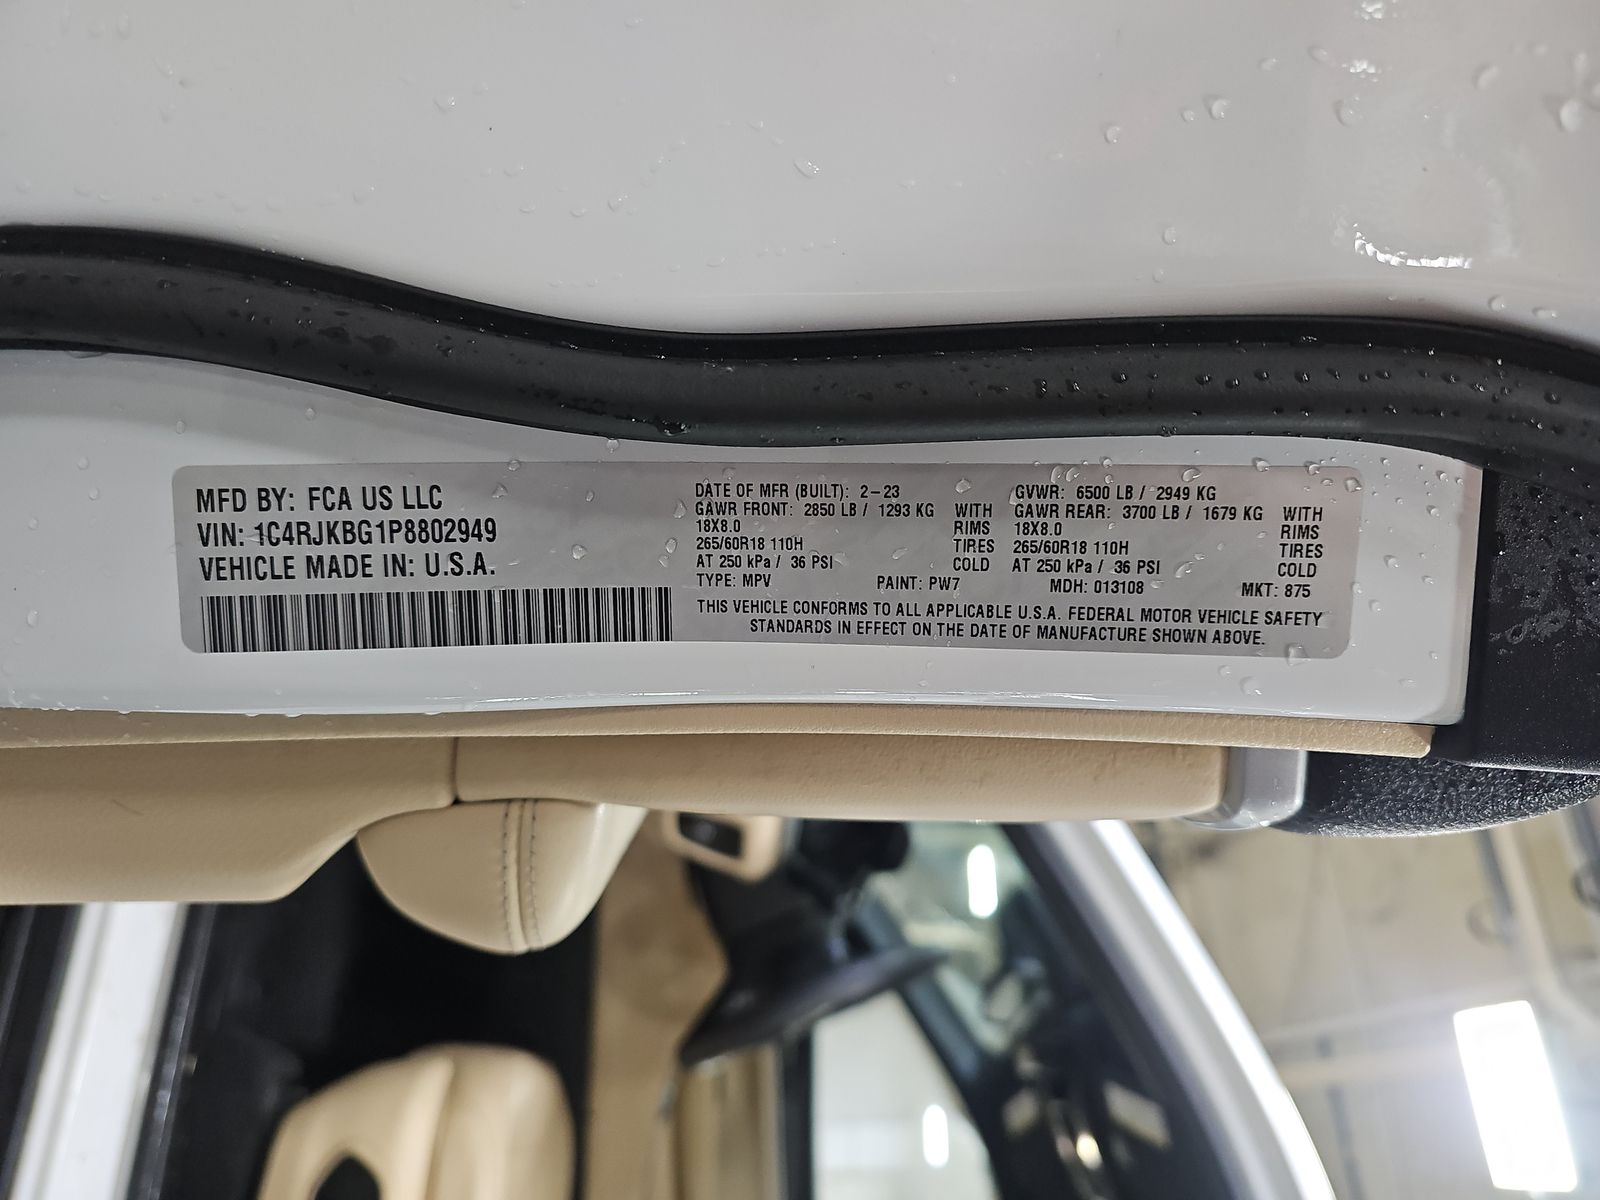 MFD BY: FCA US LLC
VIN: 1C4RJKBG1P8802949
VEHICLE MADE IN: U.S.A.
DATE OF MFR (BUILT): 2-23
GAWR FRONT: 2850 LB / 1293 KG WITH
18X8.0 RIMS
265/60R18 110H TIRES
AT 250 kPa / 36 PSI COLD
GVWR: 6500 LB / 2949 KG
GAWR REAR: 3700 LB / 1679 KG WITH
18X8.0 RIMS
265/60R18 110H TIRES
AT 250 kPa / 36 PSI COLD
TYPE: MPV PAINT: PW7 MDH: 013108 MKT: 875
THIS VEHICLE CONFORMS TO ALL APPLICABLE U.S.A. FEDERAL MOTOR VEHICLE SAFETY
STANDARDS IN EFFECT ON THE DATE OF MANUFACTURE SHOWN ABOVE.